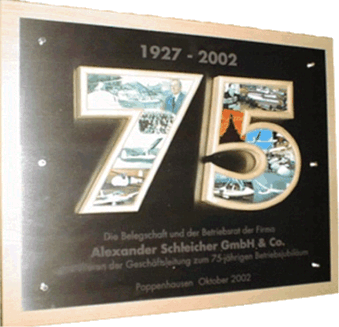 1927 - 2002
75
Die Belegschaft und der Betriebsrat der Firma
Alexander Schleicher GmbH & Co.
der Geschäftsleitung zum 75-jährigen Betriebsjubiläum
Poppenhausen Oktober 2002